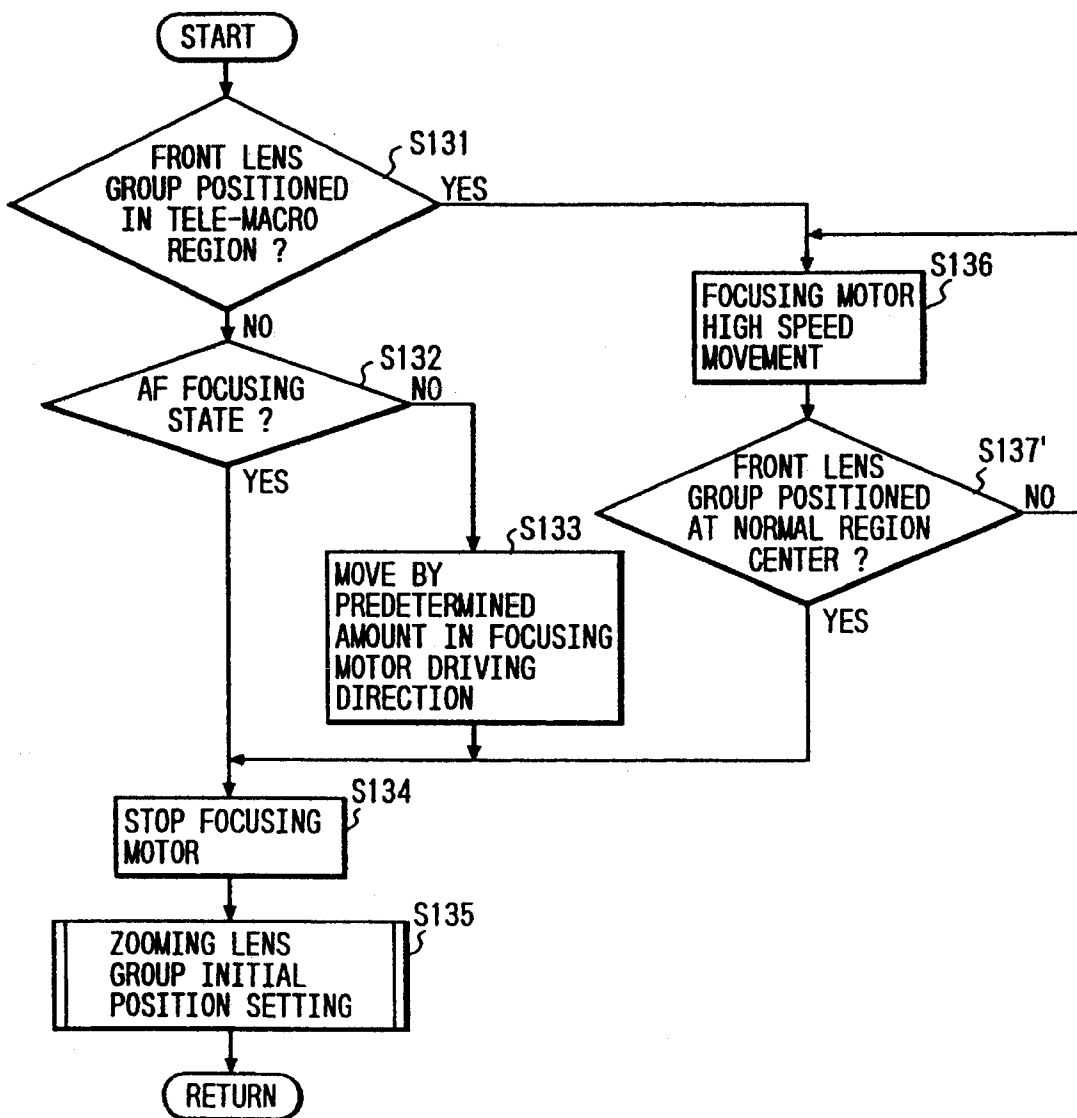 START
S131
FRONT LENS
GROUP POSITIONED
IN TELE-MACRO
REGION ?
YES
NO
S132
AF FOCUSING
STATE ?
NO
YES
S133
MOVE BY
PREDETERMINED
AMOUNT IN FOCUSING
MOTOR DRIVING
DIRECTION
S136
FOCUSING MOTOR
HIGH SPEED
MOVEMENT
S137'
FRONT LENS
GROUP POSITIONED
AT NORMAL REGION
CENTER ?
NO
YES
S134
STOP FOCUSING
MOTOR
S135
ZOOMING LENS
GROUP INITIAL
POSITION SETTING
RETURN